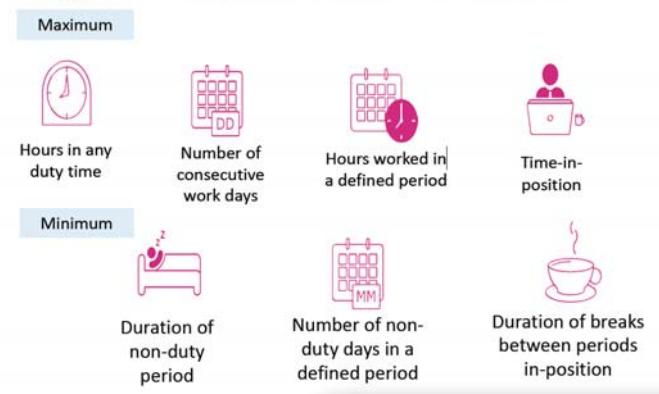 Maximum
DD
Hours in any
duty time
Number of
consecutive
work days
Hours worked in
a defined period
Time-in-
position
Minimum
z z z
MM
Duration of
non-duty
period
Number of non-
duty days in a
defined period
Duration of breaks
between periods
in-position